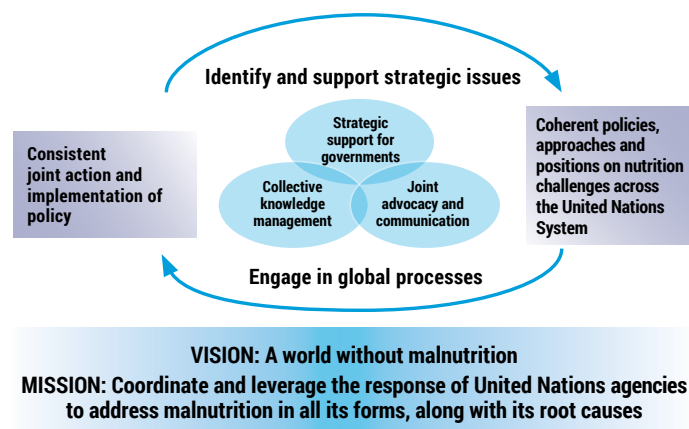 Identify and support strategic issues
Consistent
joint action and
implementation of
policy
Strategic
support for
governments
Collective
knowledge
management
Joint
advocacy and
communication
Coherent policies,
approaches and
positions on nutrition
challenges across
the United Nations
System
Engage in global processes
VISION: A world without malnutrition
MISSION: Coordinate and leverage the response of United Nations agencies
to address malnutrition in all its forms, along with its root causes